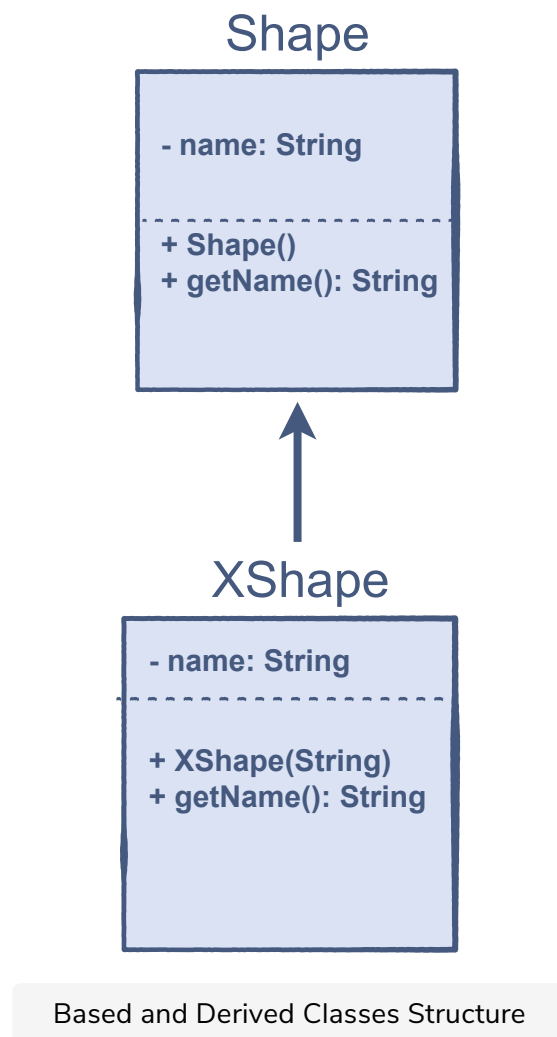 Shape
- name: String
+ Shape()
+ getName(): String
XShape
- name: String
+ XShape(String)
+ getName(): String
Based and Derived Classes Structure